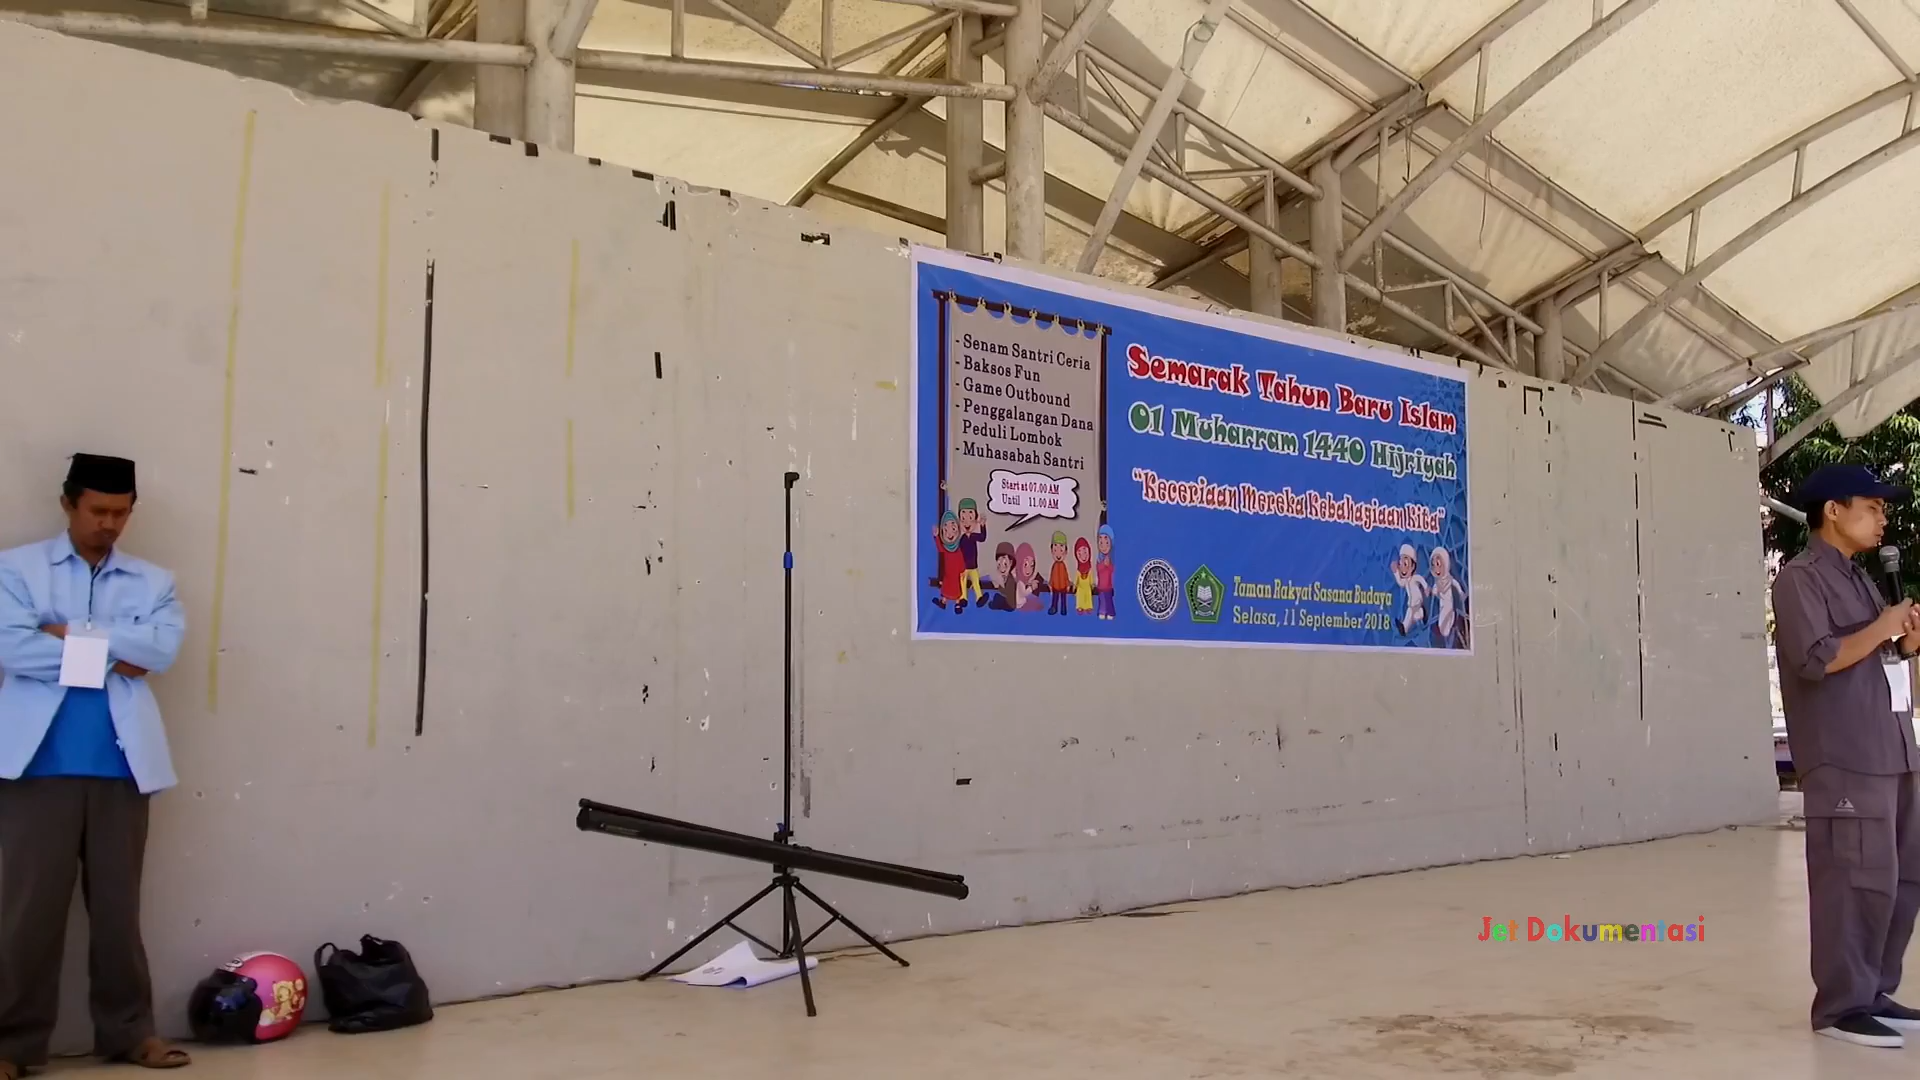 - Senam Santri Ceria
- Baksos Fun
- Game Outbound
- Penggalangan Dana
Peduli Lombok
- Muhasabah Santri
Start at 07.00 AM
Until 11.00 AM
Semarak Tahun Baru Islam
01 Muharram 1440 Hijriyah
"Keceriaan Mereka Kebahagiaan Kita"
Taman Rakyat Sasana Budaya
Selasa, 11 September 2018
Jet Dokumentasi